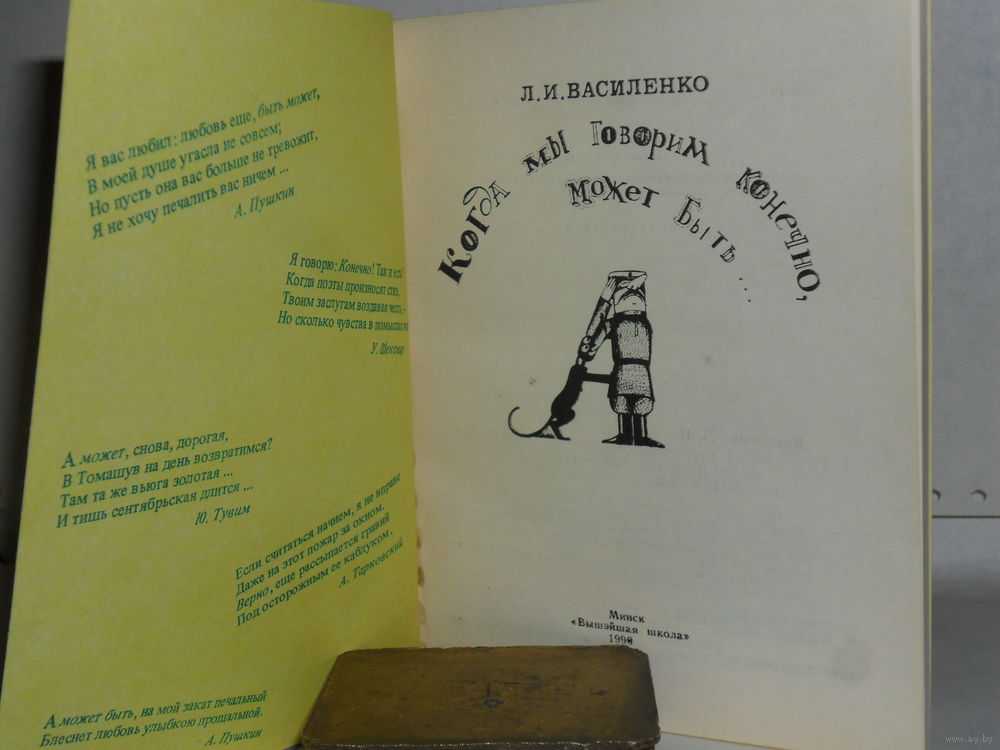 Я вас любил: любовь еще, быть может,
В моей душе угасла не совсем;
Но пусть она вас больше не тревожит,
Я не хочу печалить вас ничем ...
А. Пушкин
Я говорю: Конечно! Так и есть!
Когда поэты произносят стих,
Твоим заслугам воздавая честь, –
Но сколько чувства в помыслах
У. Шекспир
А может, снова, дорогая,
В Томашув на день возвратимся?
Там та же вьюга золотая ...
И тишь сентябрьская длится ...
Ю. Тувим
Если считаться начнем, я не вправе
Даже на этот пожар за окном.
Верно, еще рассыпается гравий
Под осторожным ее каблуком.
А. Тарковский
А может быть, на мой закат печальный
Блеснет любовь улыбкою прощальной.
А. Пушкин
Л.И.ВАСИЛЕНКО
Когда мы говорим конечно,
может быть ...
Минск
«Вышэйшая школа»
1990
www.ay.by